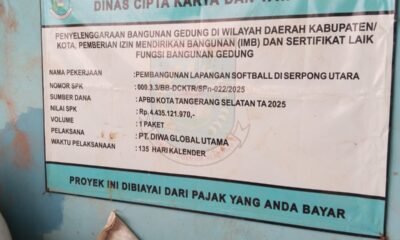 DINAS CIPTA KARYA DAN TA
PENYELENGGARAAN BANGUNAN GEDUNG DI WILAYAH DAERAH KABUPATEN/
KOTA, PEMBERIAN IZIN MENDIRIKAN BANGUNAN (IMB) DAN SERTIFIKAT LAIK
FUNGSI BANGUNAN GEDUNG
NAMA PEKERJAAN : PEMBANGUNAN LAPANGAN SOFTBALL DI SERPONG UTARA
NOMOR SPK : 000.3.3/BB-DCKTR/SPn-022/2025
SUMBER DANA : APBD KOTA TANGERANG SELATAN TA 2025
NILAI SPK : Rp. 4.435.121.970,-
VOLUME : 1 PAKET
PELAKSANA : PT. DIWA GLOBAL UTAMA
WAKTU PELAKSANAAN : 135 HARI KALENDER
PROYEK INI DIBIAYAI DARI PAJAK YANG ANDA BAYAR